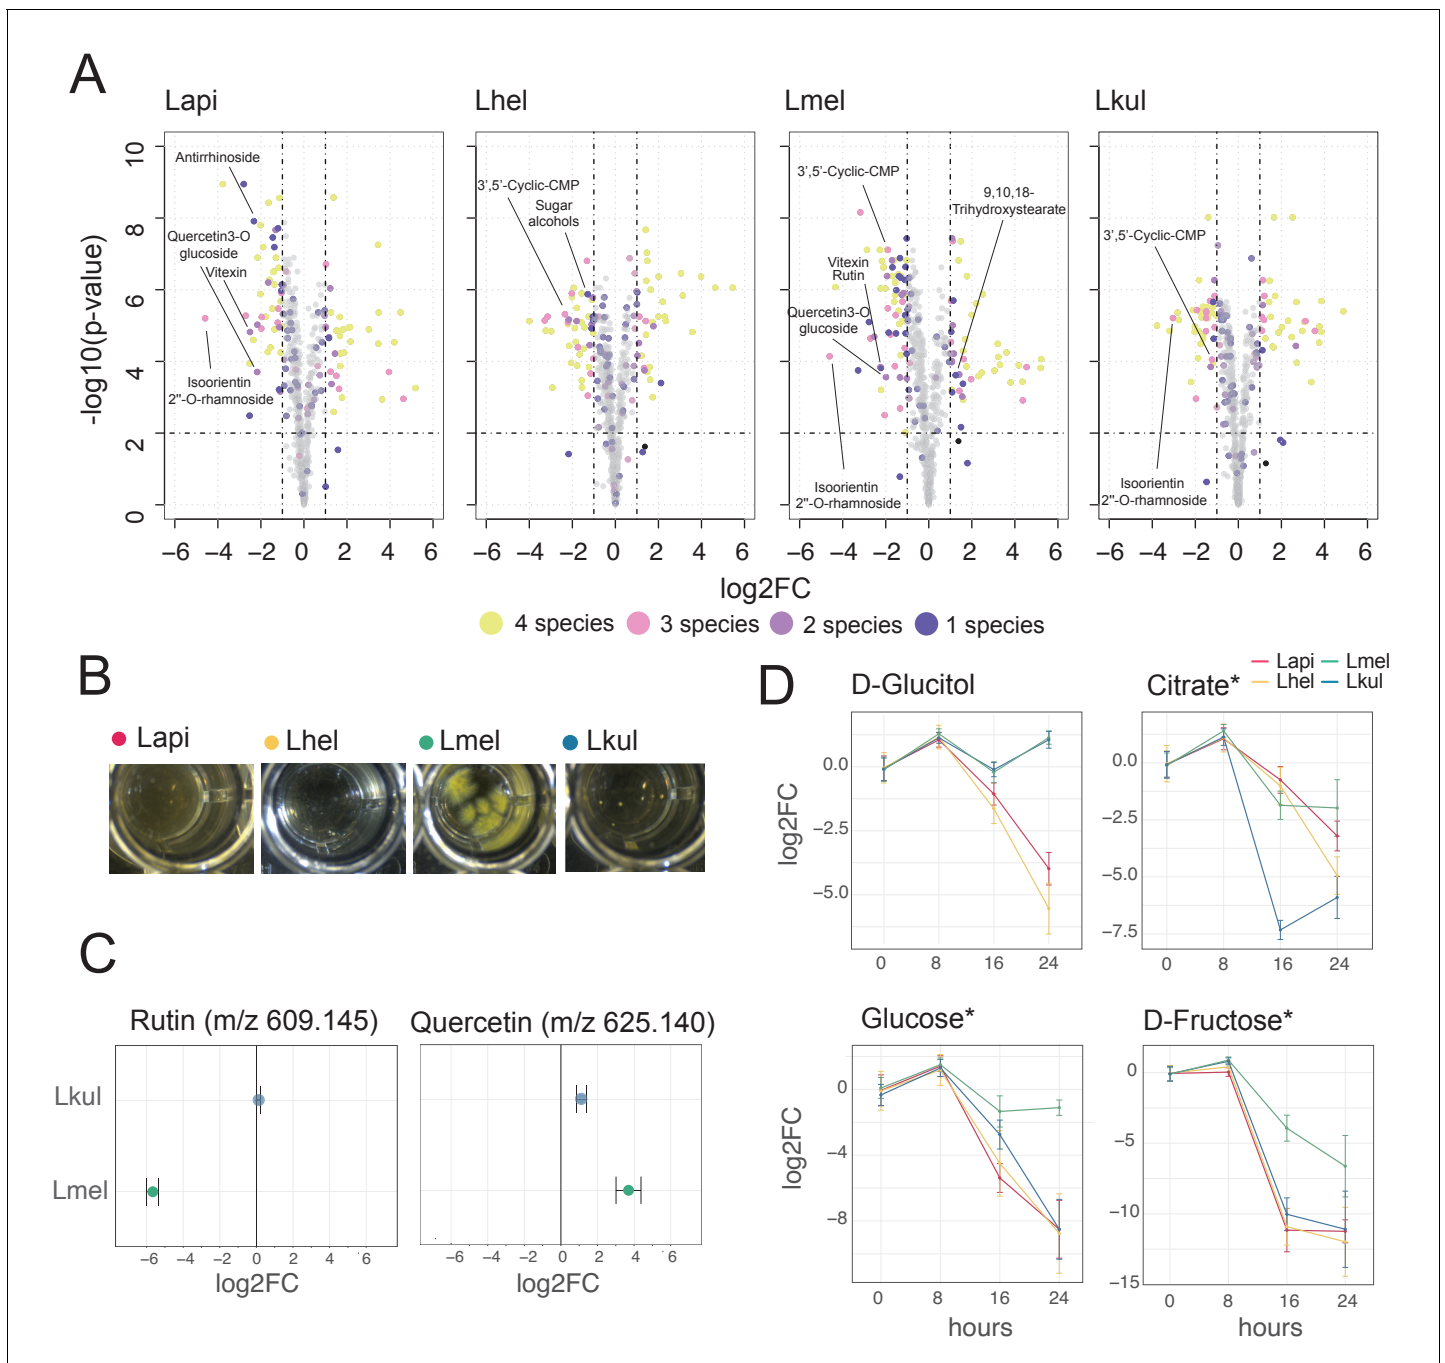 A
Lapi
Lhel
Lmel
Lkul
-log10(p-value)
10
8
6
4
2
0
Antirrhinoside
Quercetin3-O
glucoside
Vitexin
Isoorientin
2"-O-rhamnoside
3',5'-Cyclic-CMP
Sugar
alcohols
3',5'-Cyclic-CMP
9,10,18-
Trihydroxystearate
Vitexin
Rutin
Quercetin3-O
glucoside
Isoorientin
2"-O-rhamnoside
3',5'-Cyclic-CMP
Isoorientin
2"-O-rhamnoside
−6 −4 −2 0 2 4 6
−6 −4 −2 0 2 4 6
−6 −4 −2 0 2 4 6
−6 −4 −2 0 2 4 6
log2FC
4 species 3 species 2 species 1 species
B
Lapi Lhel Lmel Lkul
C
Rutin (m/z 609.145)
Quercetin (m/z 625.140)
Lkul
Lmel
−6 −4 −2 0 2 4 6
−6 −4 −2 0 2 4 6
log2FC
log2FC
D
Lapi Lmel
Lhel Lkul
D-Glucitol
log2FC
0.0
−2.5
−5.0
0 8 16 24
Citrate*
0.0
−2.5
−5.0
−7.5
0 8 16 24
Glucose*
log2FC
0
−4
−8
0 8 16 24
hours
D-Fructose*
0
−5
−10
−15
0 8 16 24
hours